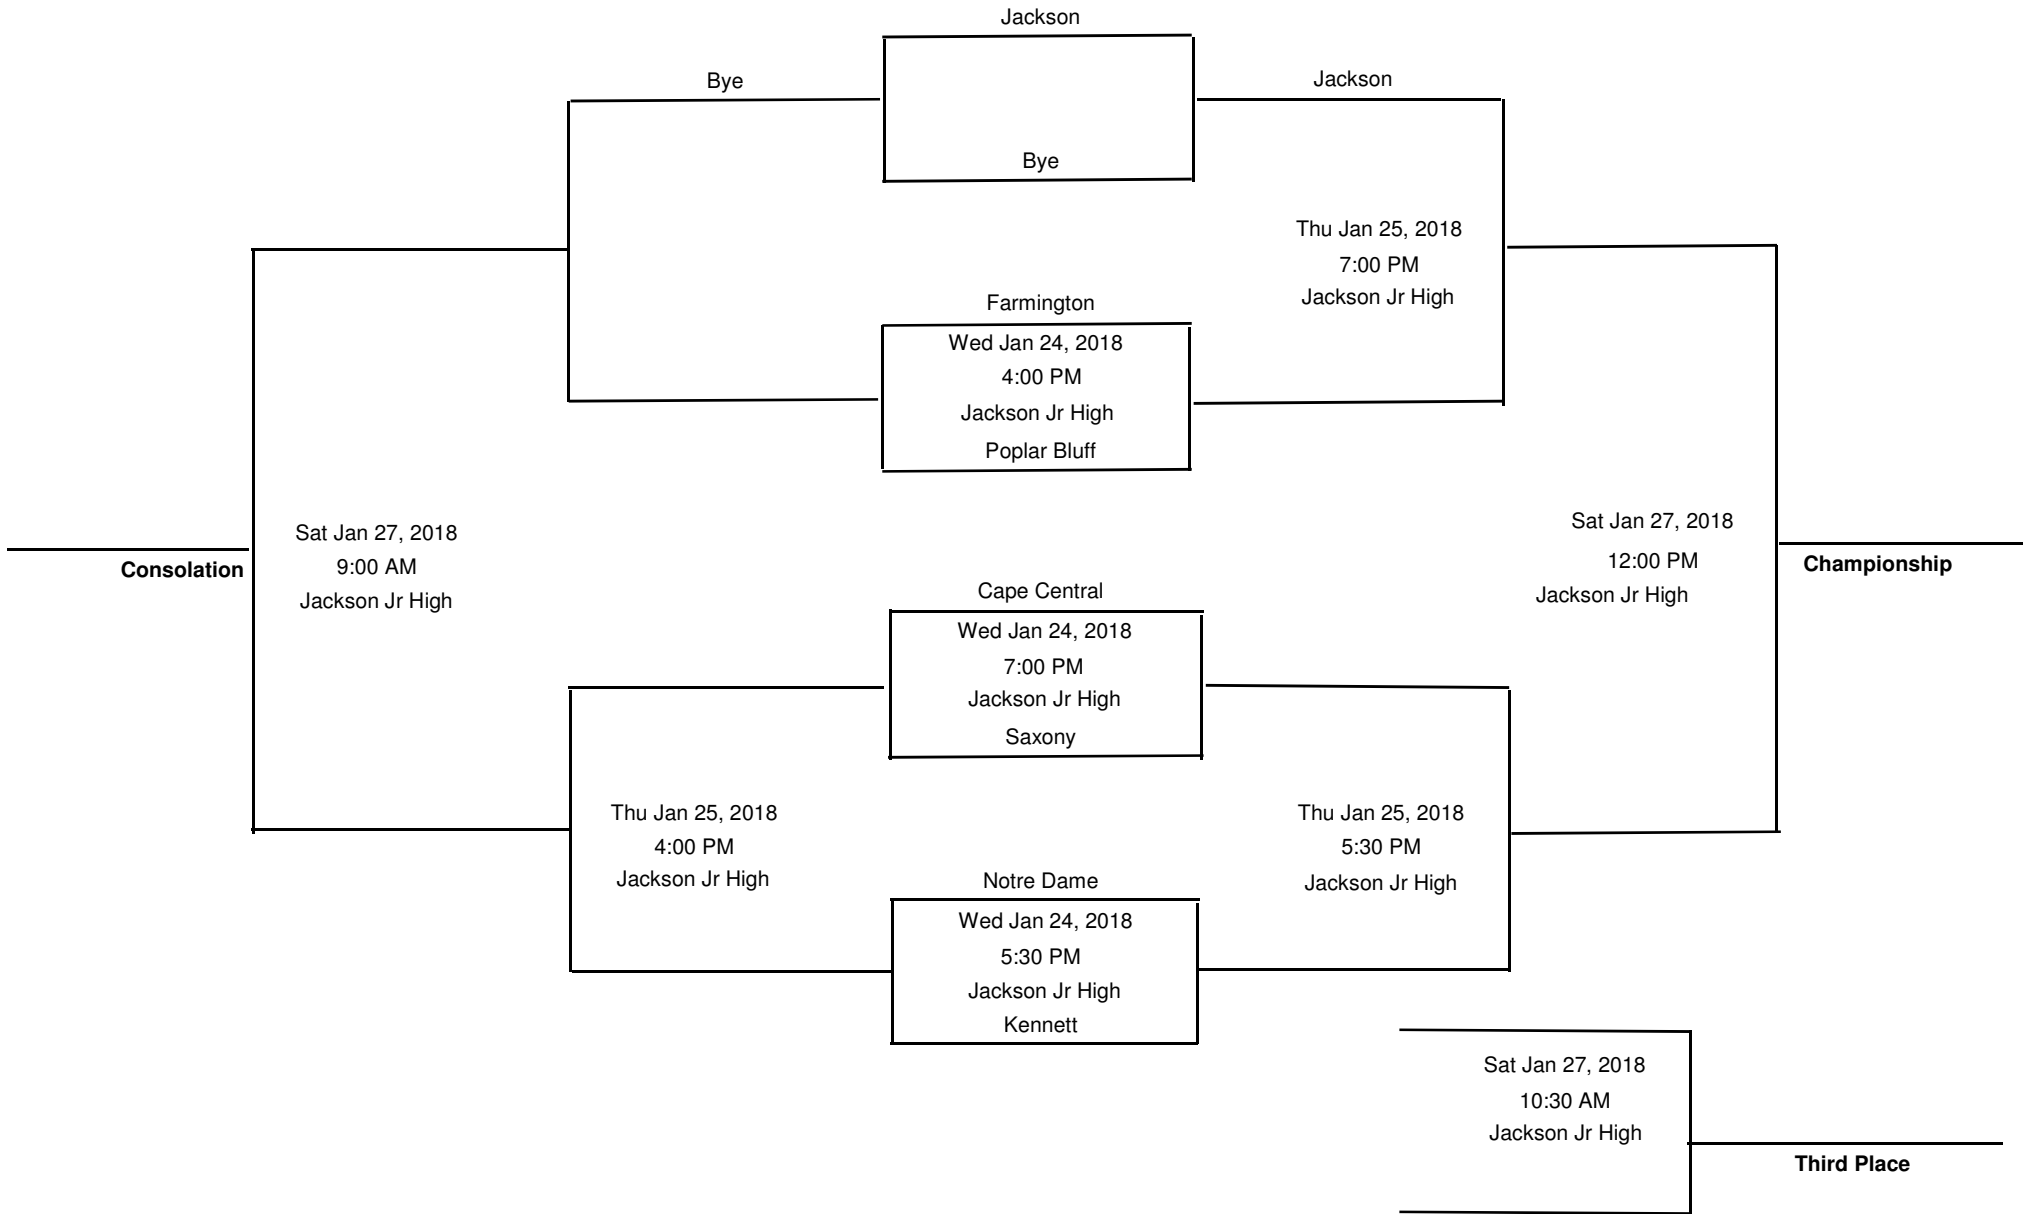 Jackson
Bye
Jackson
Bye
Thu Jan 25, 2018
7:00 PM
Jackson Jr High
Farmington
Wed Jan 24, 2018
4:00 PM
Jackson Jr High
Poplar Bluff
Sat Jan 27, 2018
9:00 AM
Jackson Jr High
Consolation
Sat Jan 27, 2018
12:00 PM
Jackson Jr High
Championship
Cape Central
Wed Jan 24, 2018
7:00 PM
Jackson Jr High
Saxony
Thu Jan 25, 2018
4:00 PM
Jackson Jr High
Thu Jan 25, 2018
5:30 PM
Jackson Jr High
Notre Dame
Wed Jan 24, 2018
5:30 PM
Jackson Jr High
Kennett
Sat Jan 27, 2018
10:30 AM
Jackson Jr High
Third Place